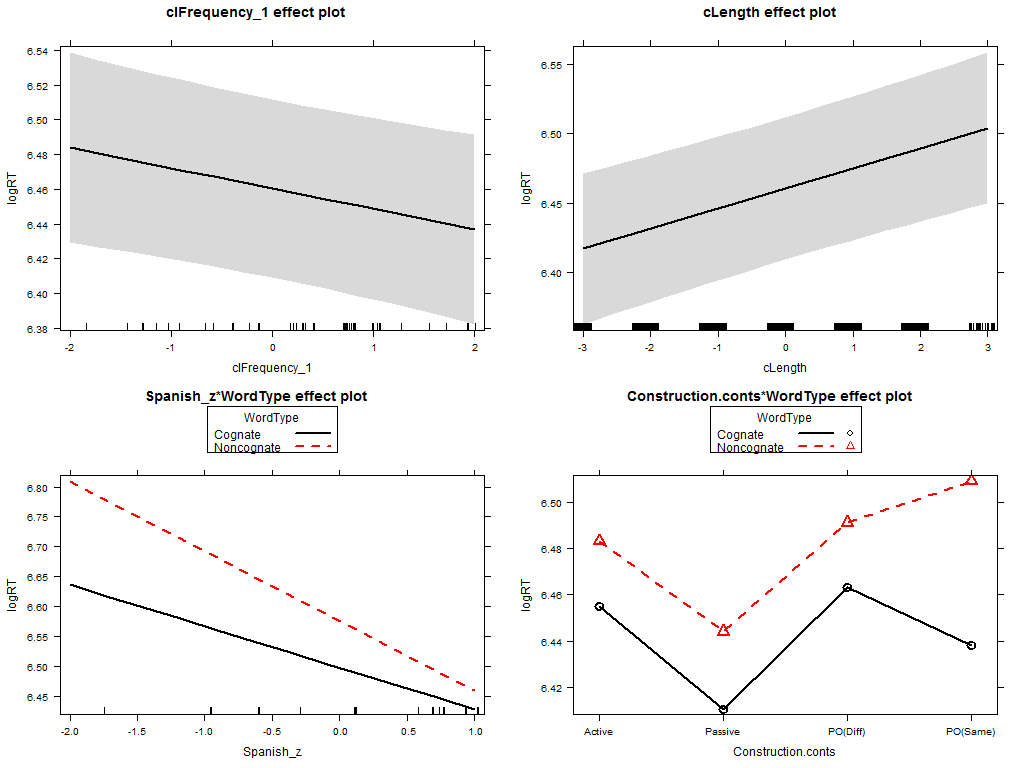 clFrequency_1 effect plot
logRT
6.54
6.52
6.50
6.48
6.46
6.44
6.42
6.40
6.38
-2 -1 0 1 2
clFrequency_1
cLength effect plot
logRT
6.55
6.50
6.45
6.40
-3 -2 -1 0 1 2 3
cLength
Spanish_z*WordType effect plot
WordType
Cognate
Noncognate
logRT
6.80
6.75
6.70
6.65
6.60
6.55
6.50
6.45
-2.0 -1.5 -1.0 -0.5 0.0 0.5 1.0
Spanish_z
Construction.conts*WordType effect plot
WordType
Cognate
Noncognate
logRT
6.50
6.48
6.46
6.44
6.42
Active Passive PO(Diff) PO(Same)
Construction.conts